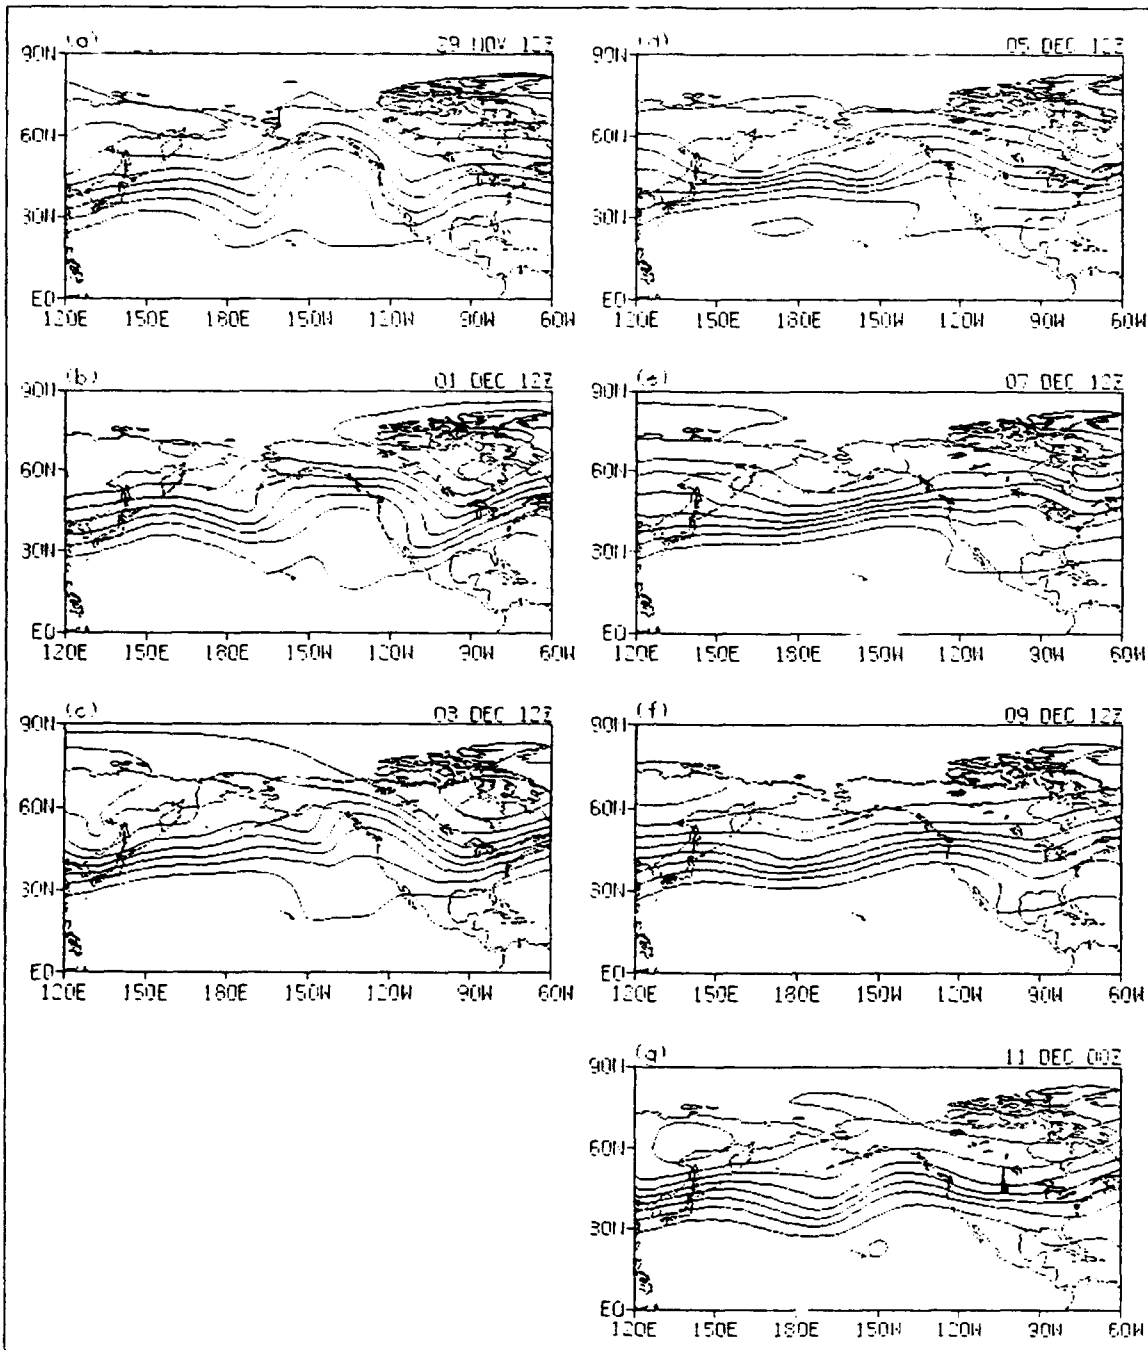 (a) 29 NOV 12Z
90N
60N
30N
EQ
120E 150E 180E 150W 120W 90W 60W
(b) 01 DEC 12Z
90N
60N
30N
EQ
120E 150E 180E 150W 120W 90W 60W
(c) 03 DEC 12Z
90N
60N
30N
EQ
120E 150E 180E 150W 120W 90W 60W
(d) 05 DEC 12Z
90N
60N
30N
EQ
120E 150E 180E 150W 120W 90W 60W
(e) 07 DEC 12Z
90N
60N
30N
EQ
120E 150E 180E 150W 120W 90W 60W
(f) 09 DEC 12Z
90N
60N
30N
EQ
120E 150E 180E 150W 120W 90W 60W
(g) 11 DEC 00Z
90N
60N
30N
EQ
120E 150E 180E 150W 120W 90W 60W